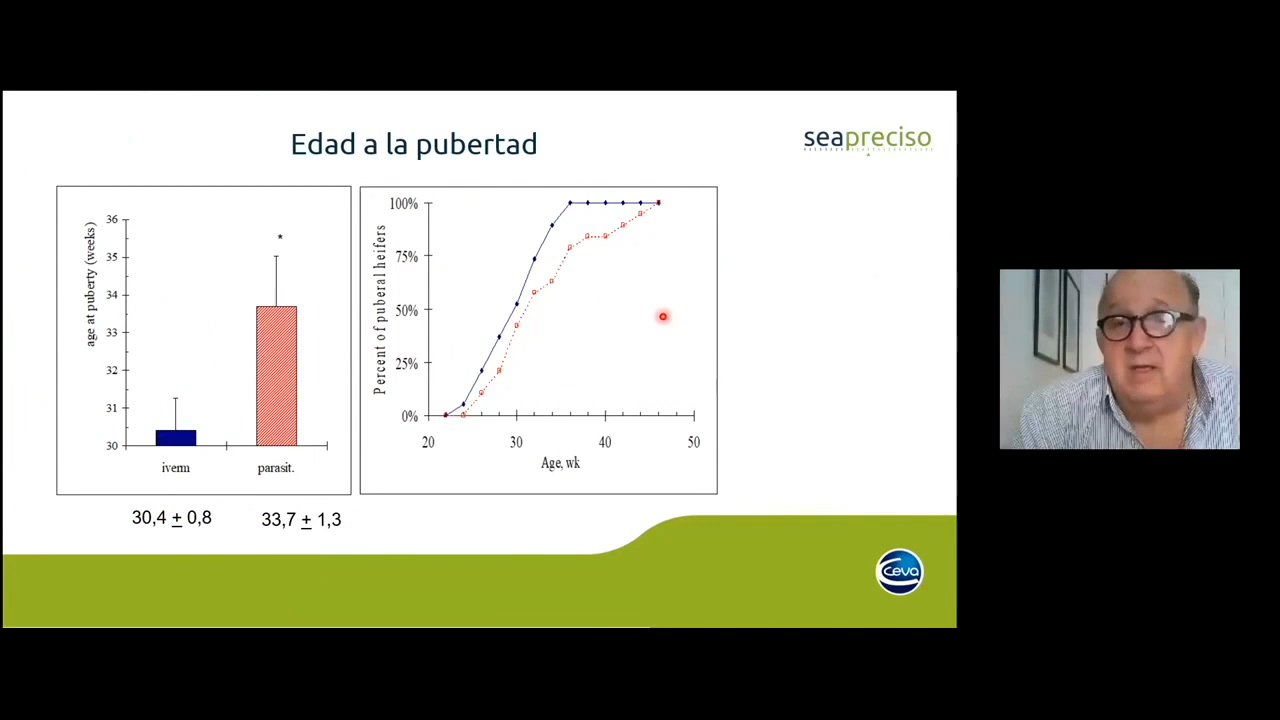 Edad a la pubertad
seapreciso
age at puberty (weeks)
36
*
35
34
33
32
31
30
iverm
parasit.
30,4 ± 0,8
33,7 ± 1,3
Percent of puberal heifers
100%
75%
50%
25%
0%
20
30
40
50
Age, wk
ceva